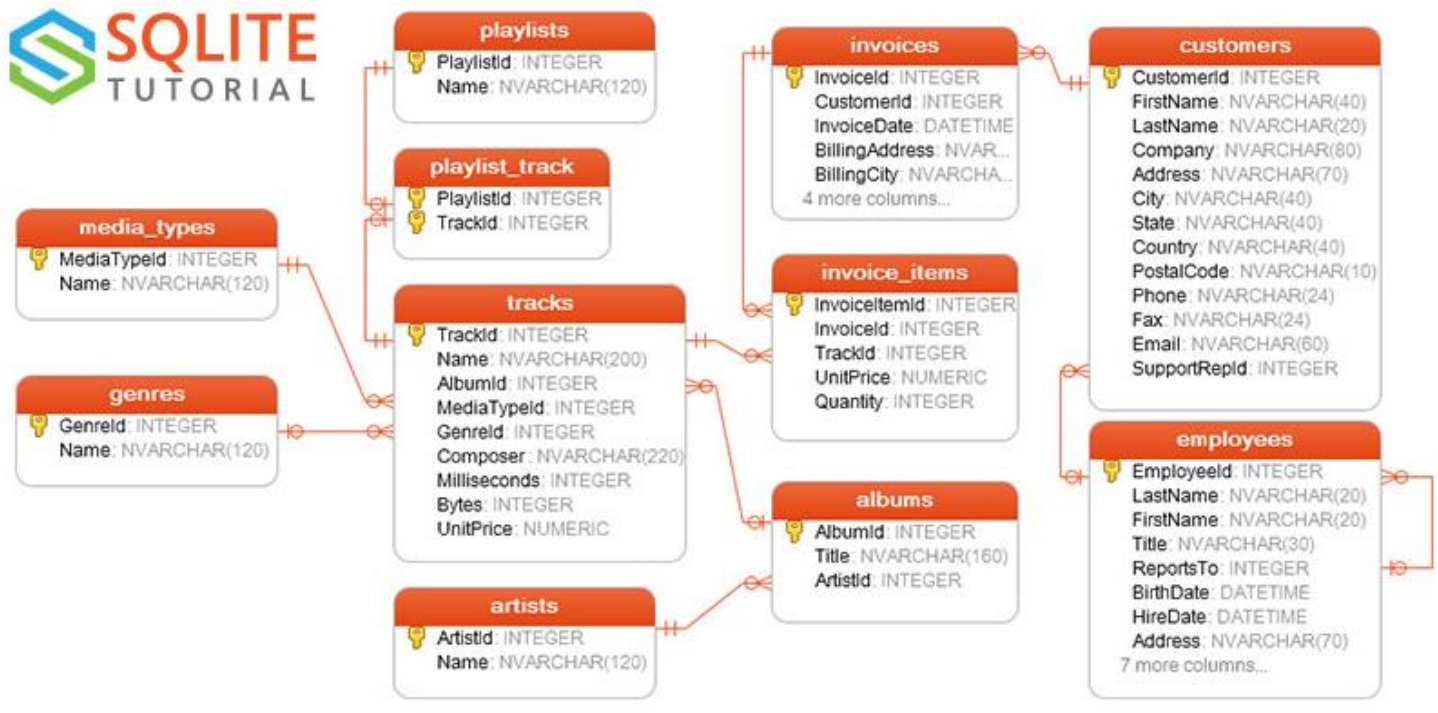 SQLITE
TUTORIAL
playlists
PlaylistId: INTEGER
Name: NVARCHAR(120)
playlist_track
PlaylistId: INTEGER
TrackId: INTEGER
media_types
MediaTypeId: INTEGER
Name: NVARCHAR(120)
genres
GenreId: INTEGER
Name: NVARCHAR(120)
tracks
TrackId: INTEGER
Name: NVARCHAR(200)
AlbumId: INTEGER
MediaTypeId: INTEGER
GenreId: INTEGER
Composer: NVARCHAR(220)
Milliseconds: INTEGER
Bytes: INTEGER
UnitPrice: NUMERIC
artists
ArtistId: INTEGER
Name: NVARCHAR(120)
invoices
InvoiceId: INTEGER
CustomerId: INTEGER
InvoiceDate: DATETIME
BillingAddress: NVAR...
BillingCity: NVARCHA...
4 more columns...
invoice_items
InvoiceItemId: INTEGER
InvoiceId: INTEGER
TrackId: INTEGER
UnitPrice: NUMERIC
Quantity: INTEGER
albums
AlbumId: INTEGER
Title: NVARCHAR(160)
ArtistId: INTEGER
customers
CustomerId: INTEGER
FirstName: NVARCHAR(40)
LastName: NVARCHAR(20)
Company: NVARCHAR(80)
Address: NVARCHAR(70)
City: NVARCHAR(40)
State: NVARCHAR(40)
Country: NVARCHAR(40)
PostalCode: NVARCHAR(10)
Phone: NVARCHAR(24)
Fax: NVARCHAR(24)
Email: NVARCHAR(60)
SupportRepId: INTEGER
employees
EmployeeId: INTEGER
LastName: NVARCHAR(20)
FirstName: NVARCHAR(20)
Title: NVARCHAR(30)
ReportsTo: INTEGER
BirthDate: DATETIME
HireDate: DATETIME
Address: NVARCHAR(70)
7 more columns...